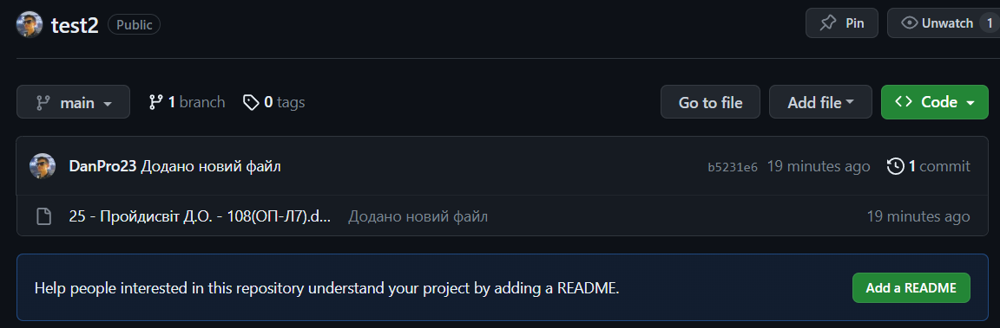 test2 Public Pin Unwatch 1
main 1 branch 0 tags Go to file Add file Code
DanPro23 Додано новий файл b5231e6 19 minutes ago 1 commit
25 - Пройдисвіт Д.О. - 108(ОП-Л7).d... Додано новий файл 19 minutes ago
Help people interested in this repository understand your project by adding a README. Add a README